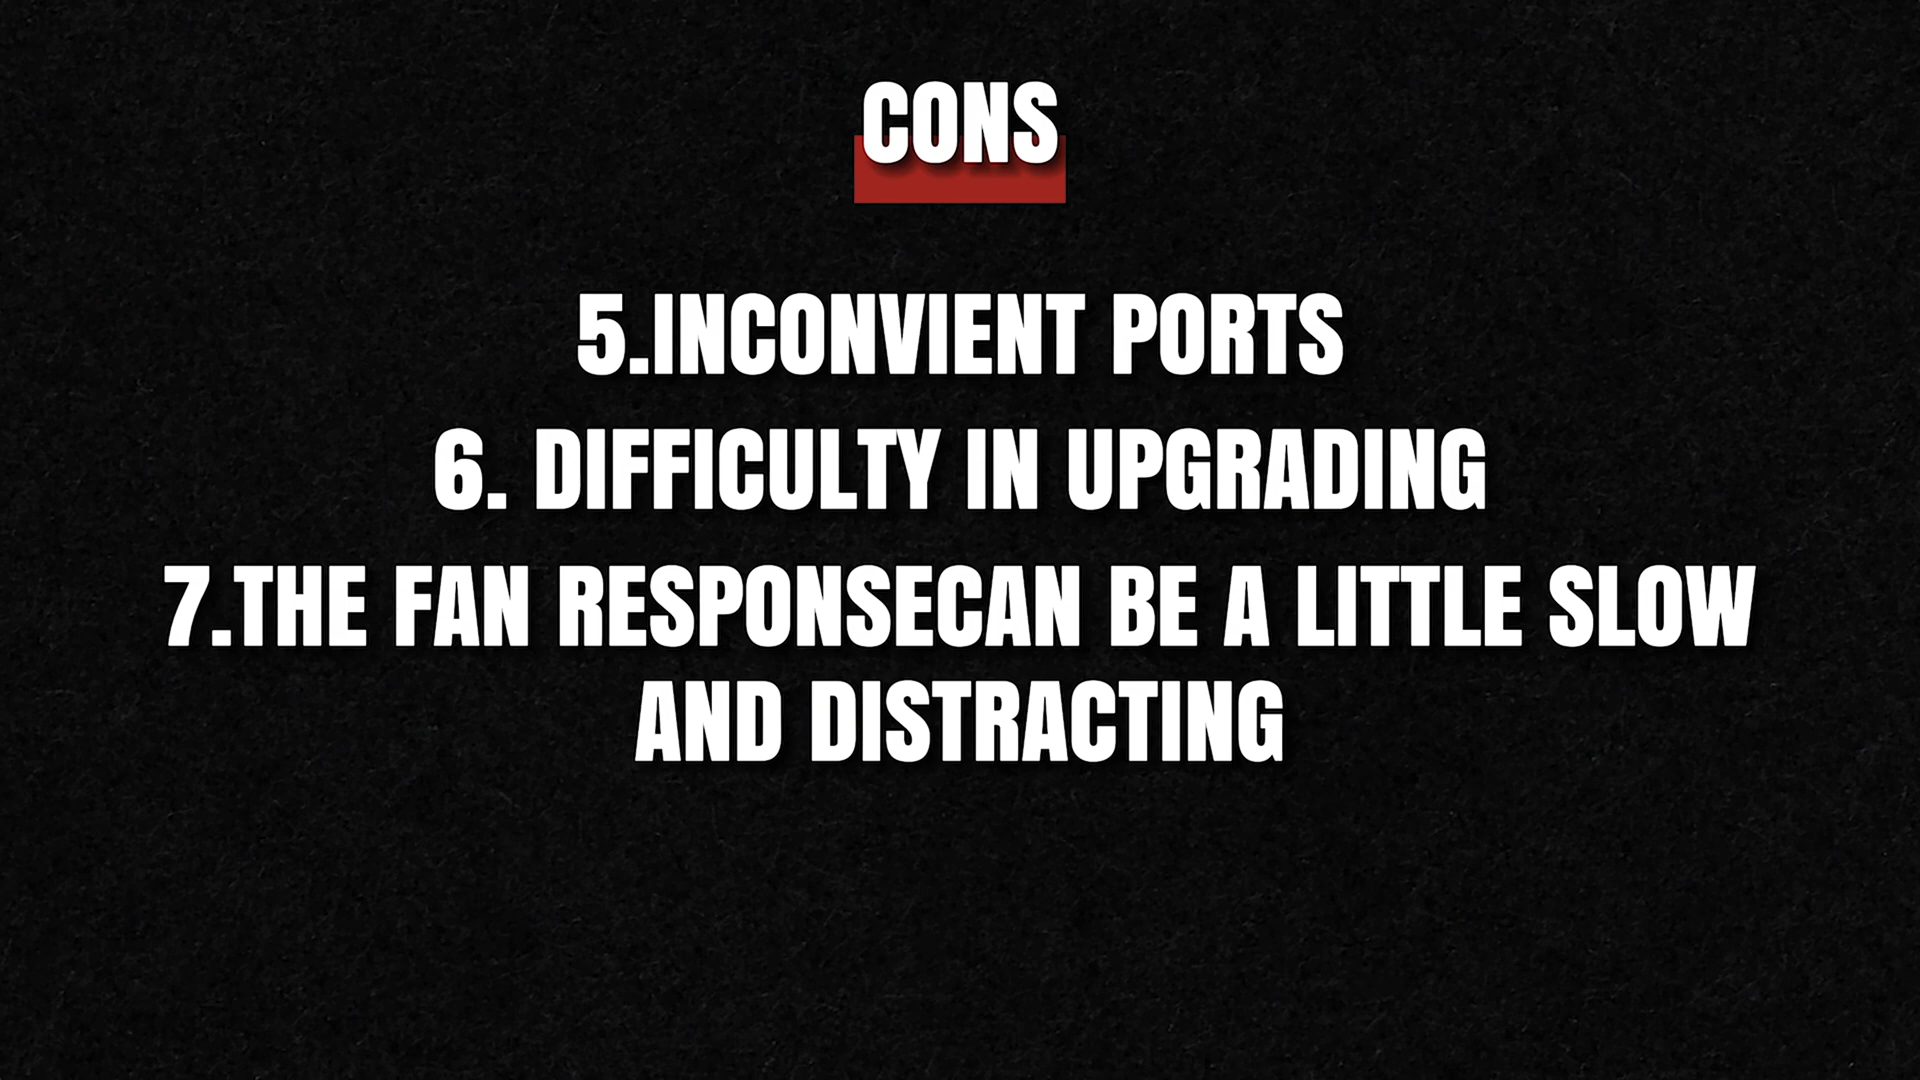 CONS
5.INCONVIENT PORTS
6. DIFFICULTY IN UPGRADING
7.THE FAN RESPONSECAN BE A LITTLE SLOW
AND DISTRACTING